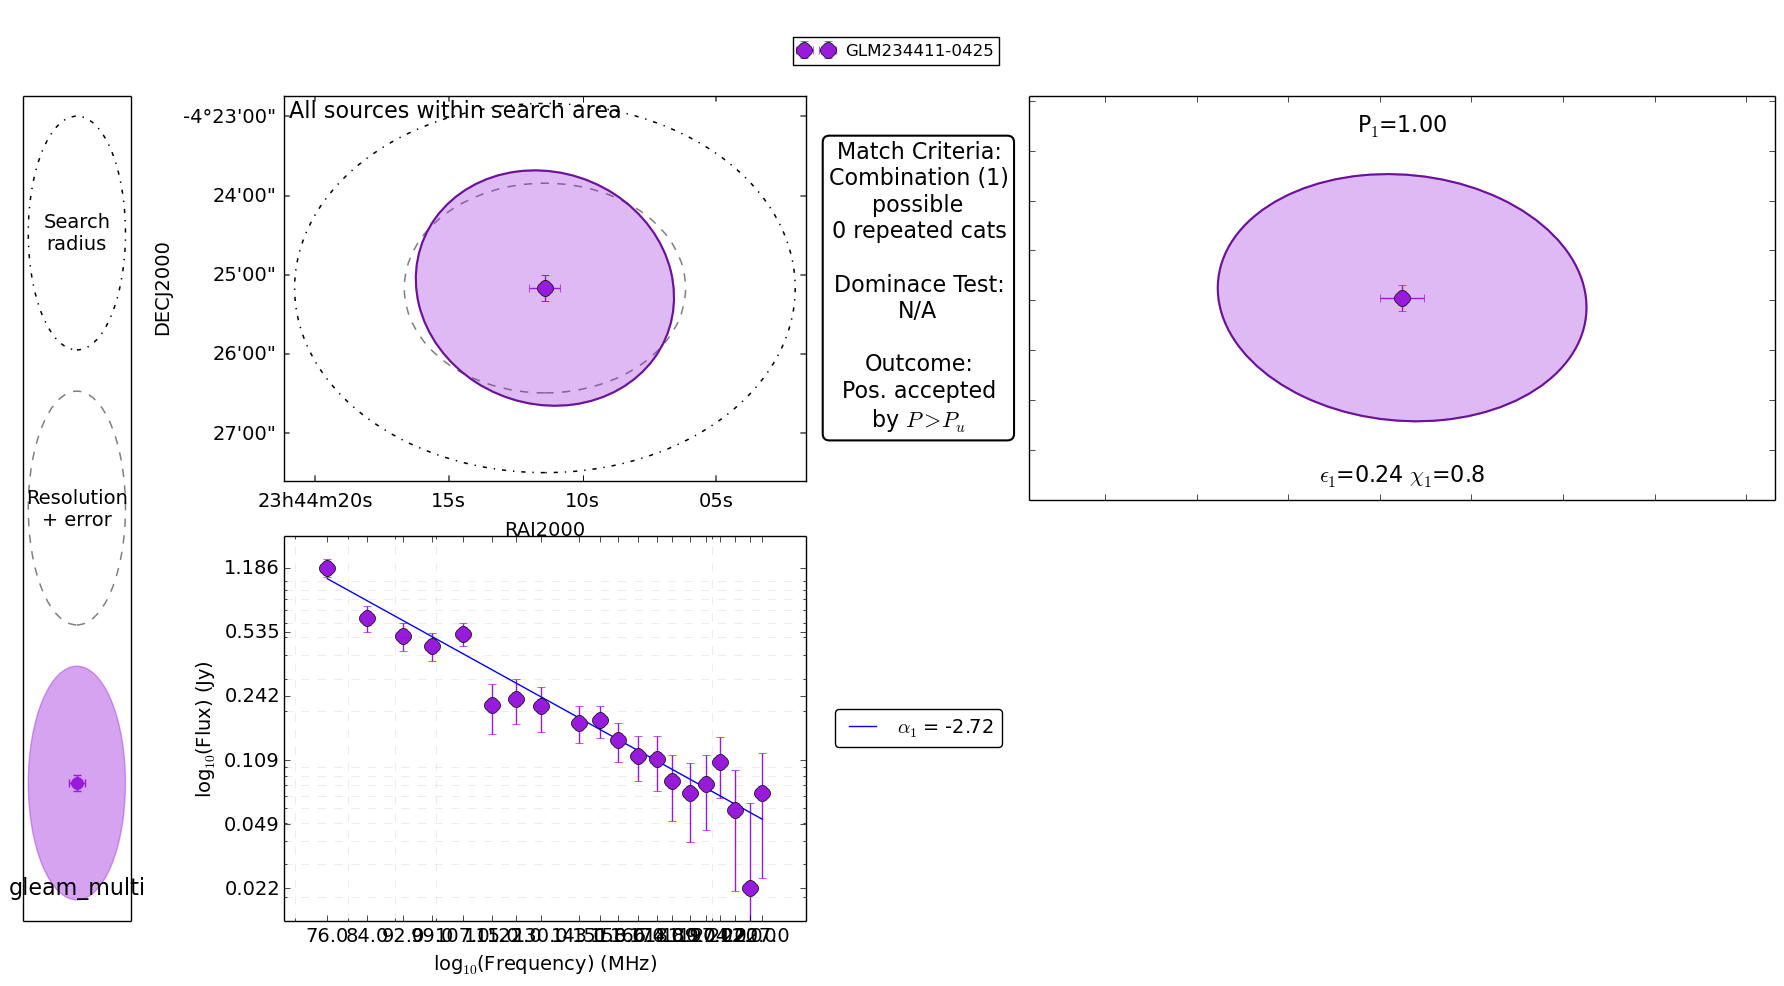 GLM234411-0425
All sources within search area
Search
radius
Resolution
+ error
gleam_multi
DECJ2000
-4°23'00"
24'00"
25'00"
26'00"
27'00"
23h44m20s 15s 10s 05s
RAJ2000
Match Criteria:
Combination (1)
possible
0 repeated cats
Dominace Test:
N/A
Outcome:
Pos. accepted
by P>Pᵤ
P₁=1.00
ϵ₁=0.24 χ₁=0.8
log₁₀(Flux) (Jy)
1.186
0.535
0.242
0.109
0.049
0.022
76.0 84.0 92.0
log₁₀(Frequency) (MHz)
α₁ = -2.72